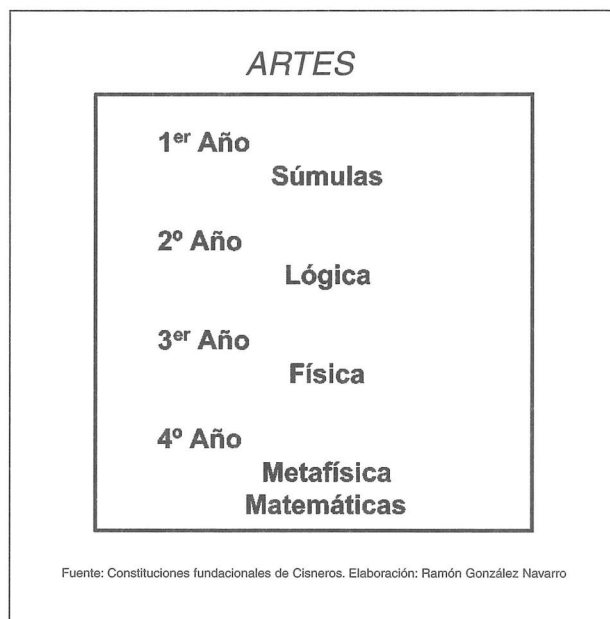 ARTES
1er Año
Súmulas
2º Año
Lógica
3er Año
Física
4º Año
Metafísica
Matemáticas
Fuente: Constituciones fundacionales de Cisneros. Elaboración: Ramón González Navarro